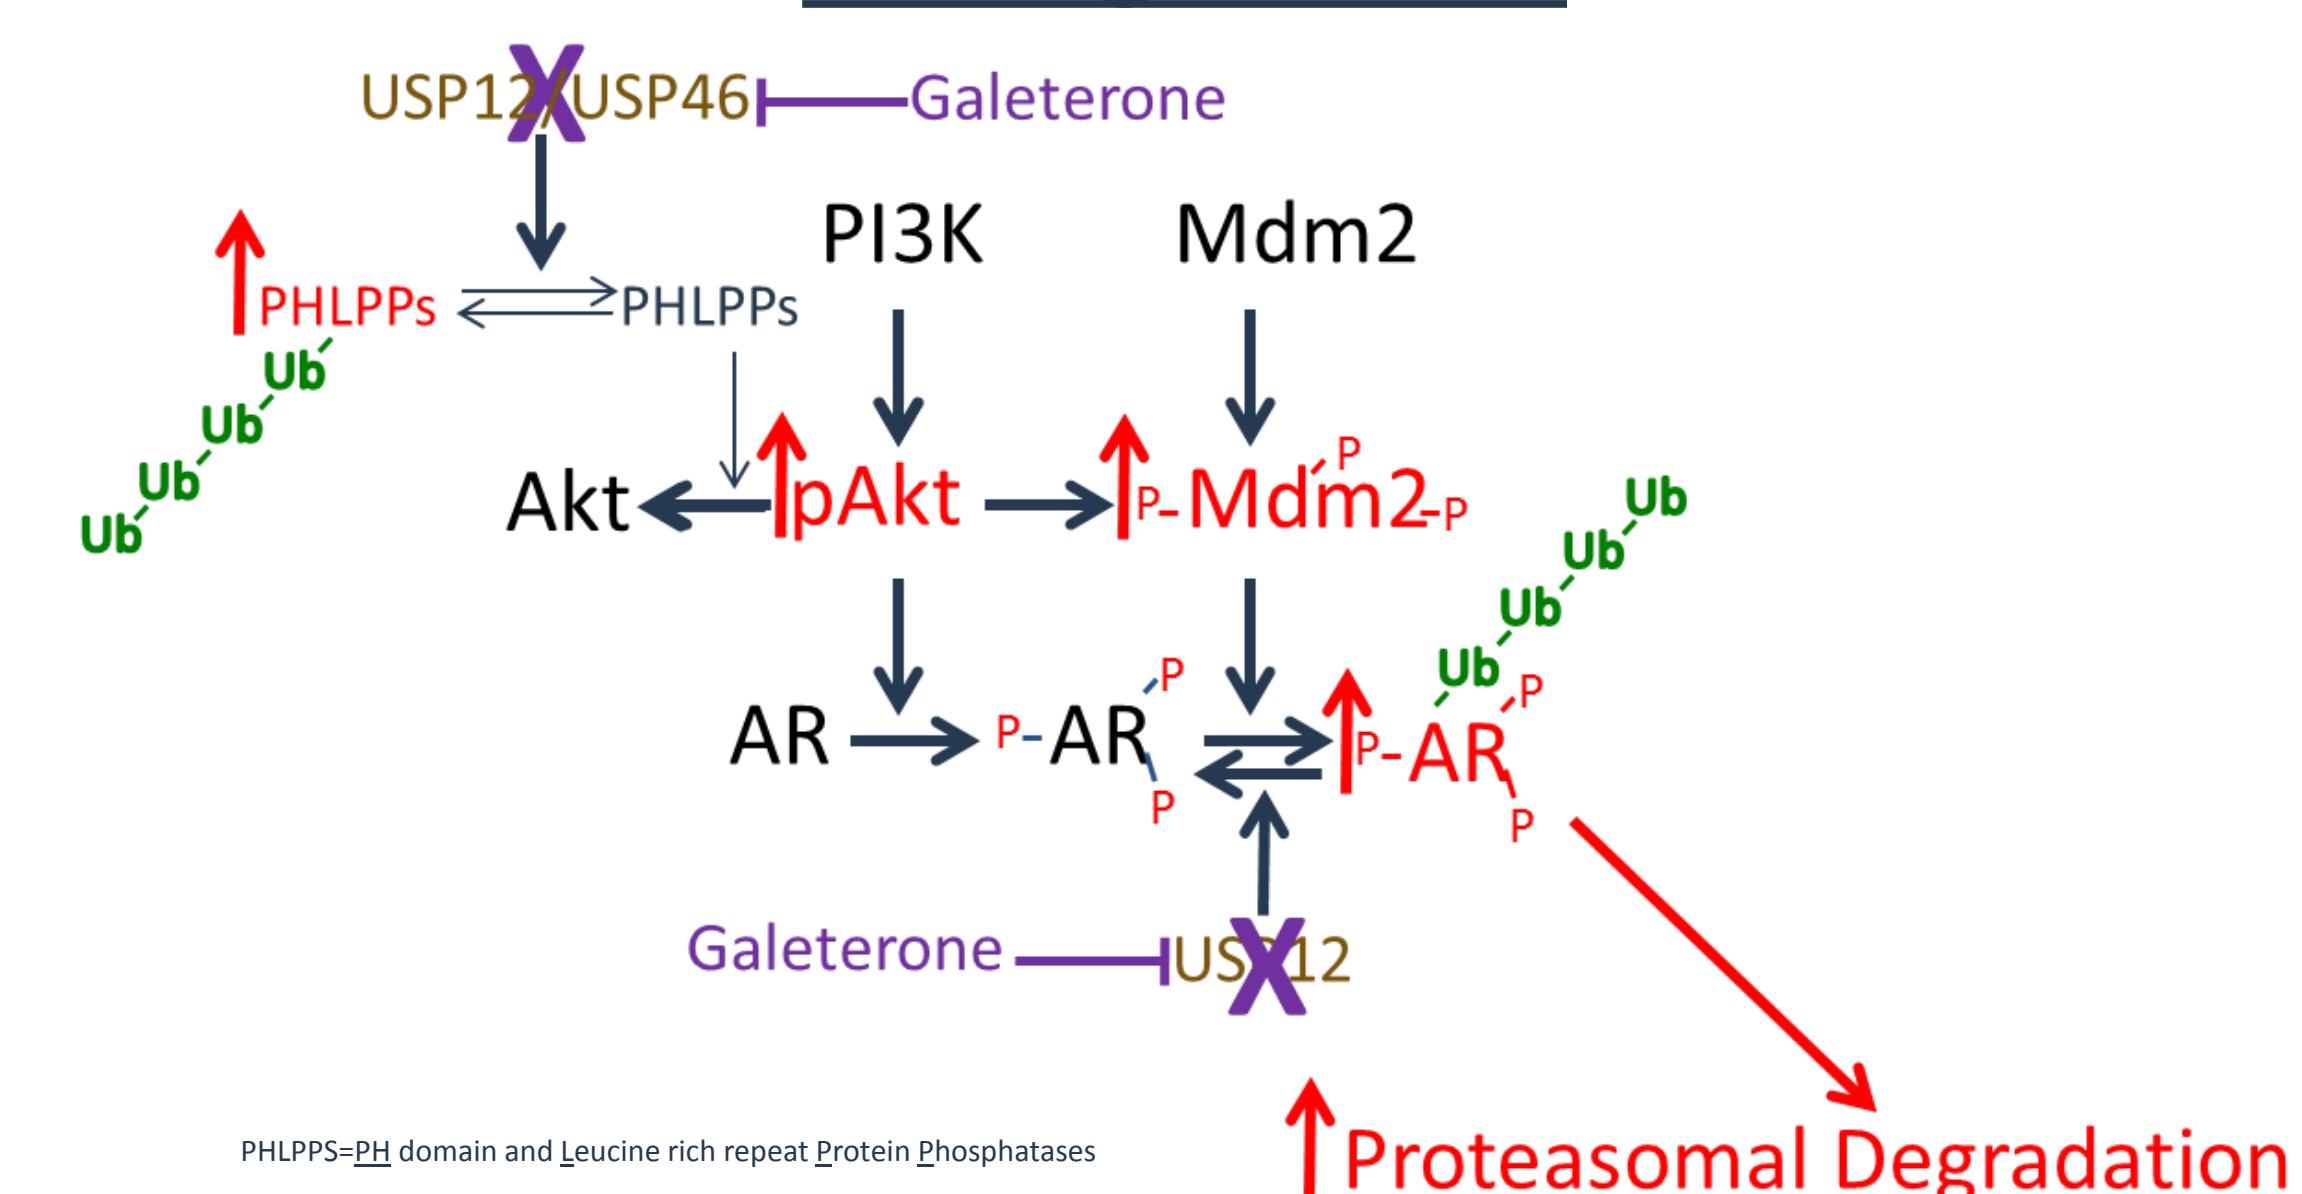 USP12/USP46 Galeterone
PI3K Mdm2
PHLPPs PHLPPs
Ub
Ub
Ub
Ub
P
Akt pAkt P-Mdm2-P
Ub
Ub
Ub
Ub
P P
AR P-AR P-AR
P P
Galeterone USP12
PHLPPS=PH domain and Leucine rich repeat Protein Phosphatases
Proteasomal Degradation